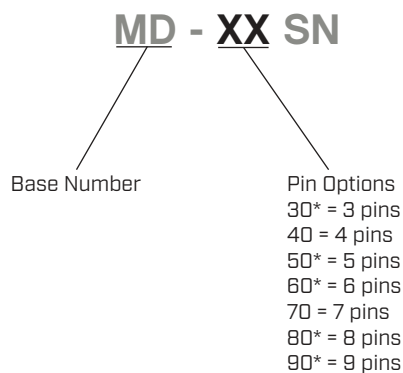 MD - XX SN
Base Number
Pin Options
30* = 3 pins
40 = 4 pins
50* = 5 pins
60* = 6 pins
70 = 7 pins
80* = 8 pins
90* = 9 pins